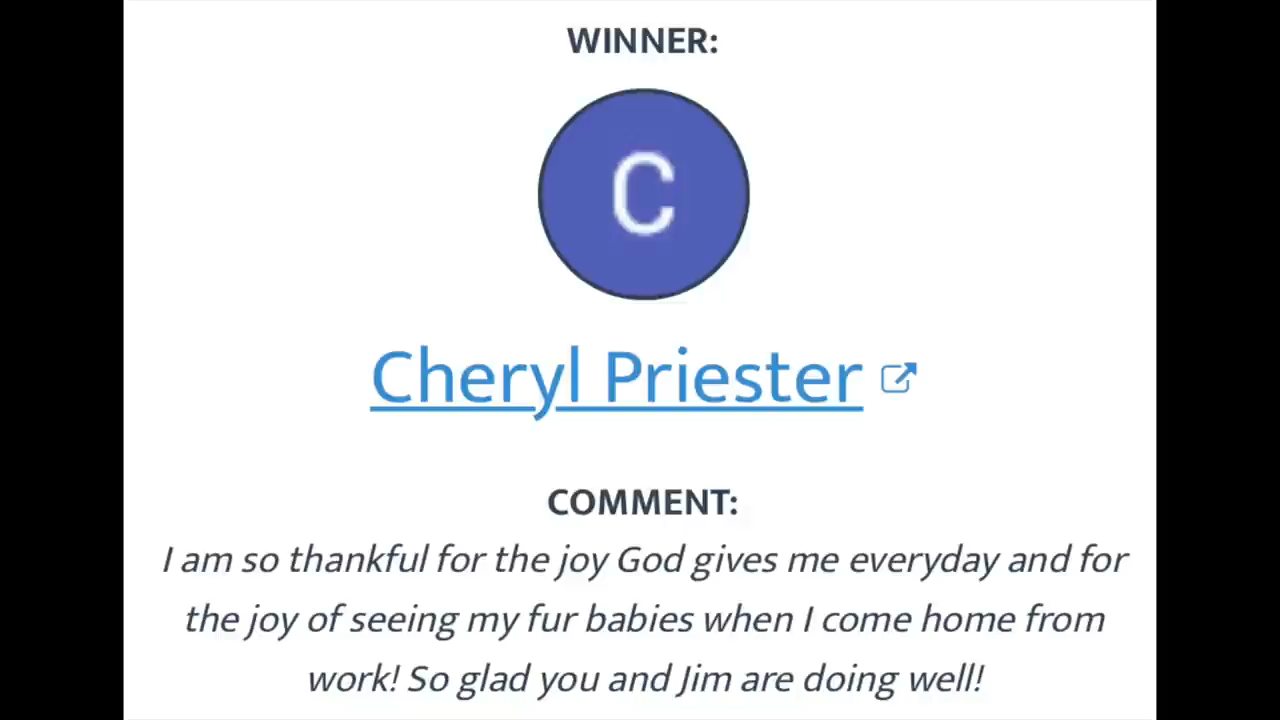 WINNER:
C
Cheryl Priester
COMMENT:
I am so thankful for the joy God gives me everyday and for
the joy of seeing my fur babies when I come home from
work! So glad you and Jim are doing well!